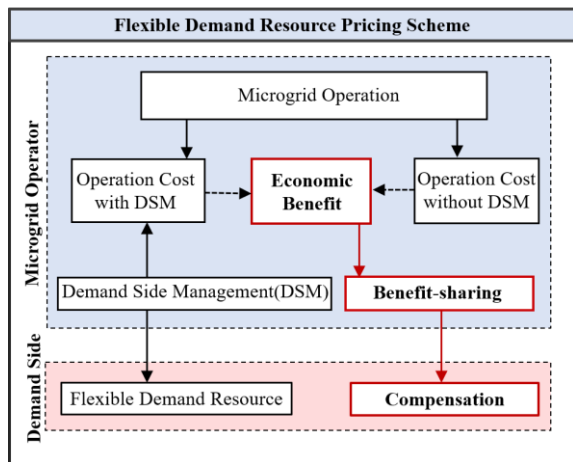 Flexible Demand Resource Pricing Scheme
Microgrid Operator
Microgrid Operation
Operation Cost
with DSM
Economic
Benefit
Operation Cost
without DSM
Demand Side Management(DSM)
Benefit-sharing
Demand Side
Flexible Demand Resource
Compensation